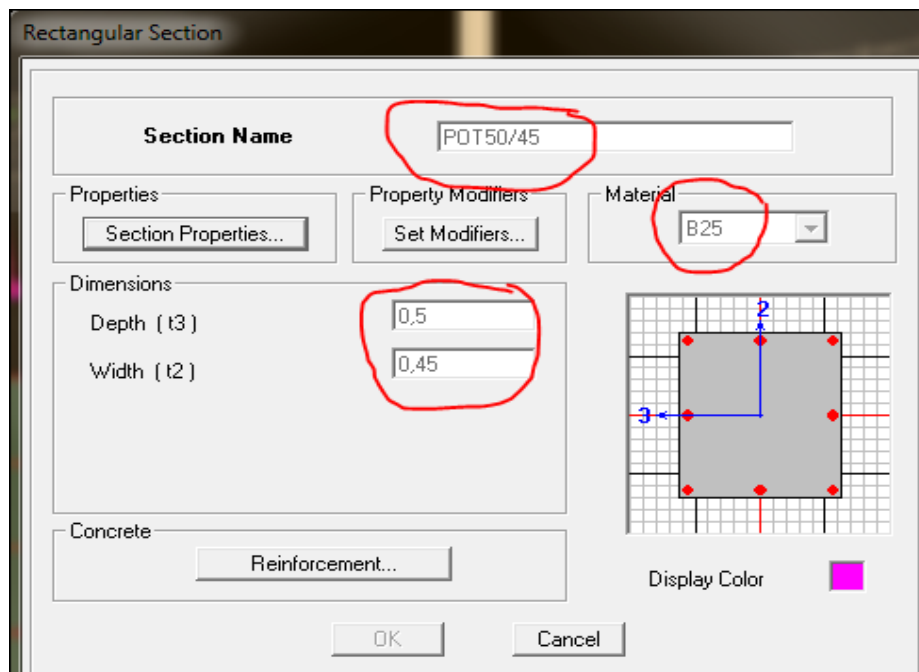 Rectangular Section
Section Name POT50/45
Properties Property Modifiers Material
Section Properties... Set Modifiers... B25
Dimensions
Depth ( t3 ) 0,5
Width ( t2 ) 0,45
2
3
Concrete
Reinforcement...
Display Color
OK Cancel